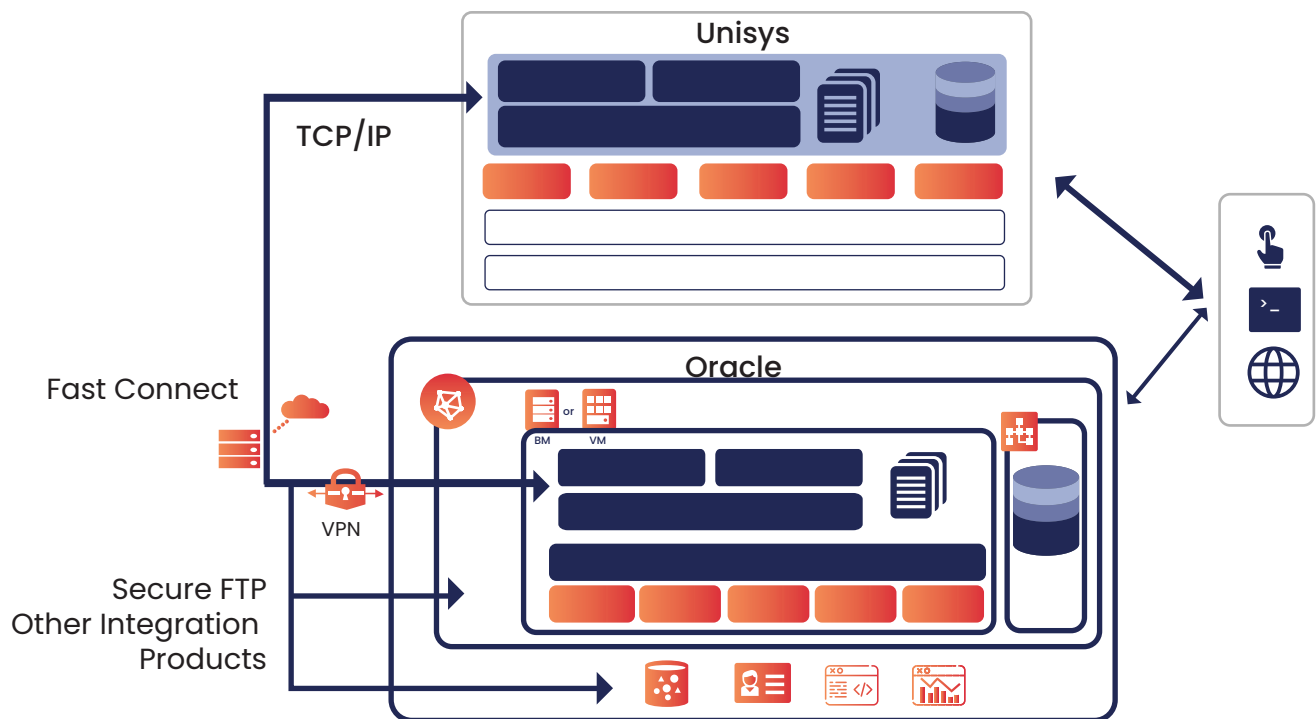 Unisys
TCP/IP
>_
Fast Connect
Oracle
BM
or
VM
VPN
Secure FTP
Other Integration
Products